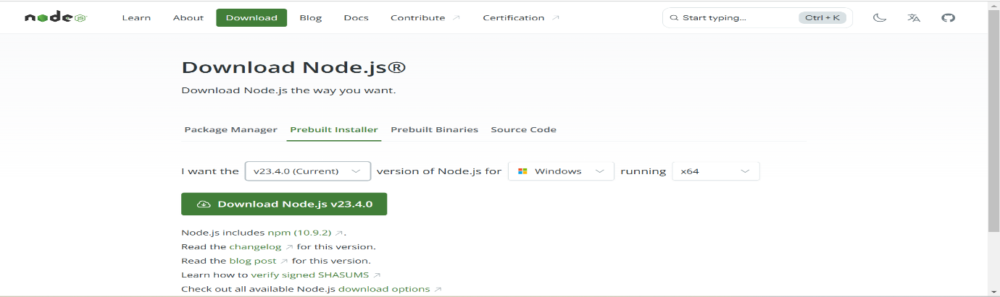 node js Learn About Download Blog Docs Contribute Certification Start typing... Ctrl + K
Download Node.js®
Download Node.js the way you want.
Package Manager Prebuilt Installer Prebuilt Binaries Source Code
I want the v23.4.0 (Current) version of Node.js for Windows running x64
Download Node.js v23.4.0
Node.js includes npm (10.9.2).
Read the changelog for this version.
Read the blog post for this version.
Learn how to verify signed SHASUMS
Check out all available Node.js download options